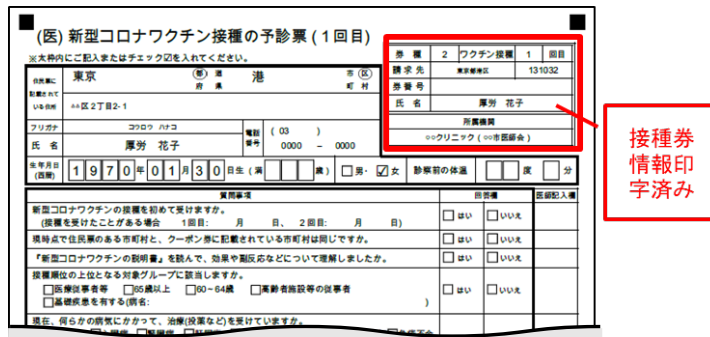 (医) 新型コロナワクチン接種の予診票(1回目)
※太枠内にご記入またはチェック☑を入れてください。
券種 2 ワクチン接種 1 回目
請求先 東京都港区 131032
券番号
氏名 厚労 花子
所属機関
○○クリニック(○○市医師会)
接種券
情報印
字済み
住民票に
記載されて
いる住所
東京 都 道 府 県 港 市 区 町 村
**区2丁目2-1
フリガナ コウロウ ハナコ
氏名 厚労 花子
電話番号 (03) 0000 - 0000
生年月日(西暦) 1970年01月30日生(満 歳) □男・☑女 診察前の体温 度 分
質問事項 回答欄 医師記入欄
新型コロナワクチンの接種を初めて受けますか。
(接種を受けたことがある場合 1回目: 月 日、2回目: 月 日) □はい □いいえ
現時点で住民票のある市町村と、クーポン券に記載されている市町村は同じですか。 □はい □いいえ
『新型コロナワクチンの説明書』を読んで、効果や副反応などについて理解しましたか。 □はい □いいえ
接種順位の上位となる対象グループに該当しますか。
□医療従事者等 □65歳以上 □60~64歳 □高齢者施設等の従事者
□基礎疾患を有する(病名: ) □はい □いいえ
現在、何らかの病気にかかって、治療(投薬など)を受けていますか。